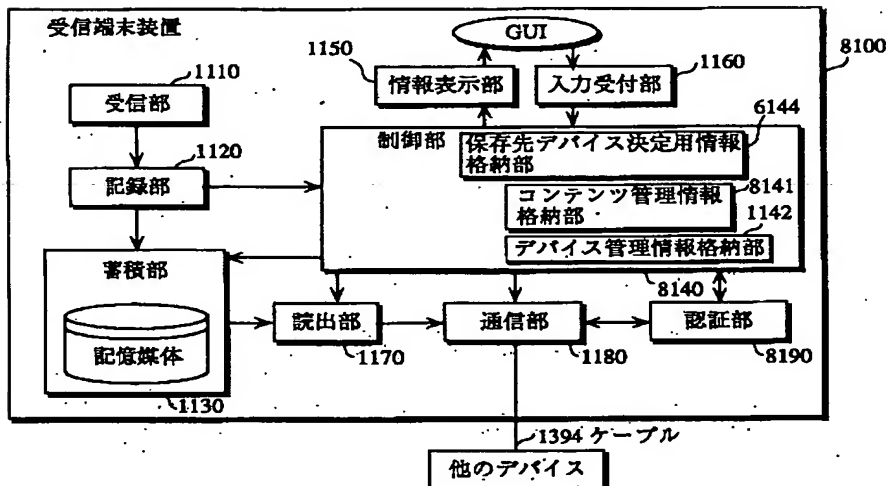 受信端末装置
GUI
8100
1150
情報表示部
入力受付部
1160
1110
受信部
制御部
6144
保存先デバイス決定用情報
格納部
1120
記録部
8141
コンテンツ管理情報
格納部
1142
デバイス管理情報格納部
8140
蓄積部
記憶媒体
1130
読出部
1170
通信部
1180
認証部
8190
1394 ケーブル
他のデバイス